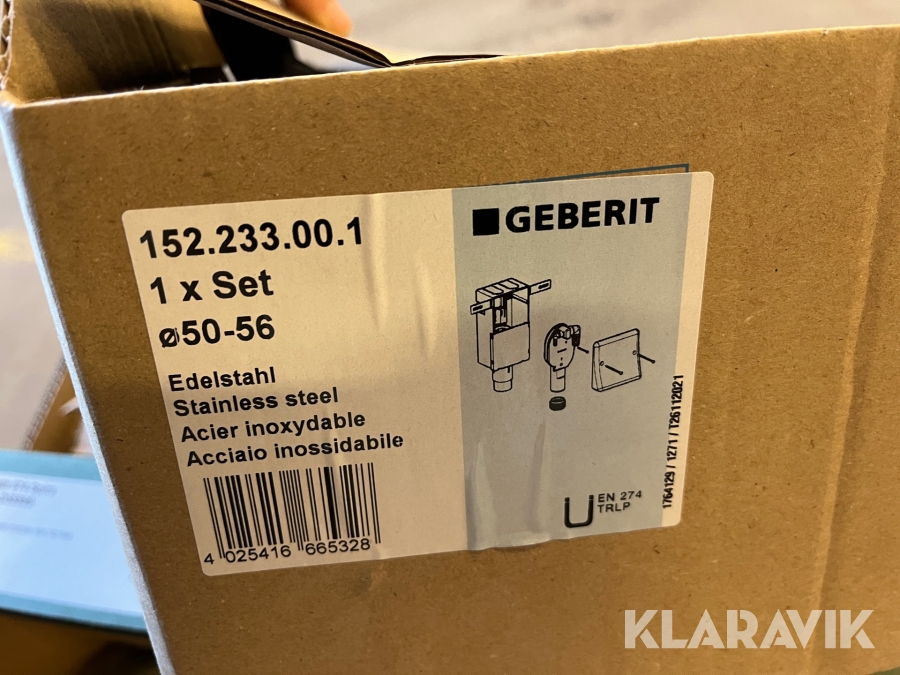 152.233.00.1
1 x Set
ø50-56
Edelstahl
Stainless steel
Acier inoxydable
Acciaio inossidabile
4 025416 665328
GEBERIT
EN 274
TRLP
1764129 / 1271 / T26112021
KLARAVIK